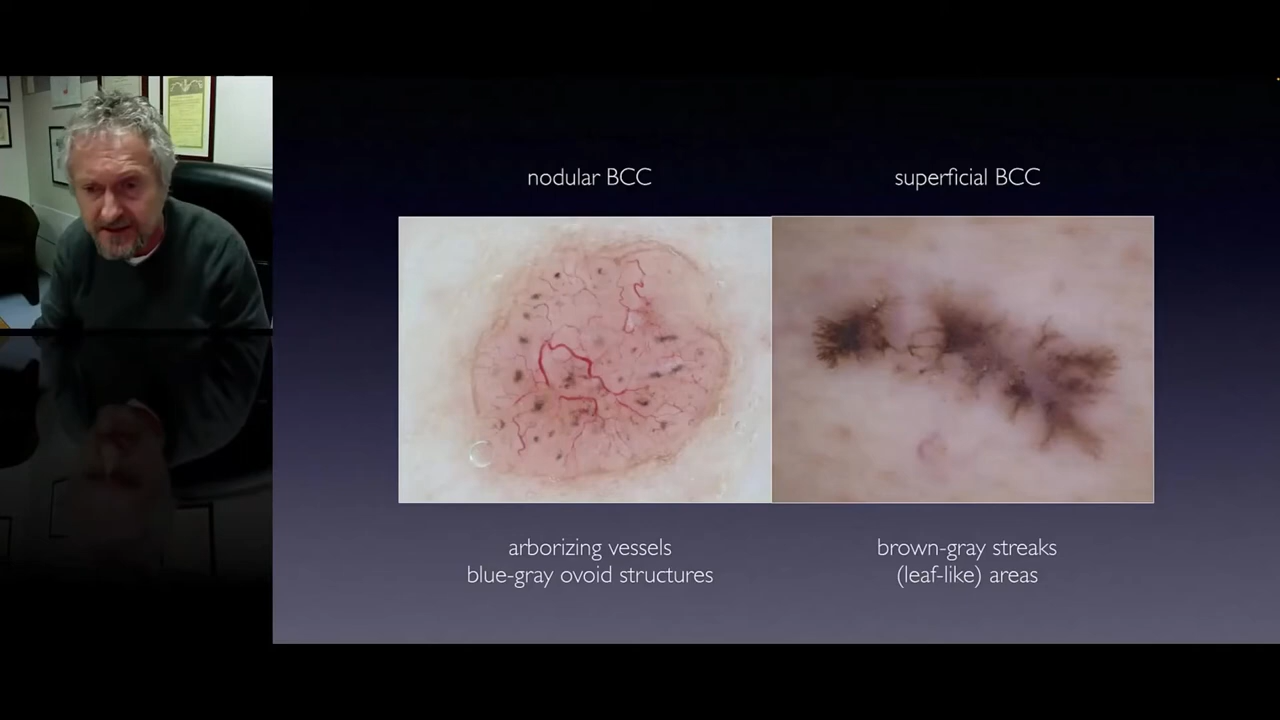 nodular BCC
superficial BCC
arborizing vessels
blue-gray ovoid structures
brown-gray streaks
(leaf-like) areas